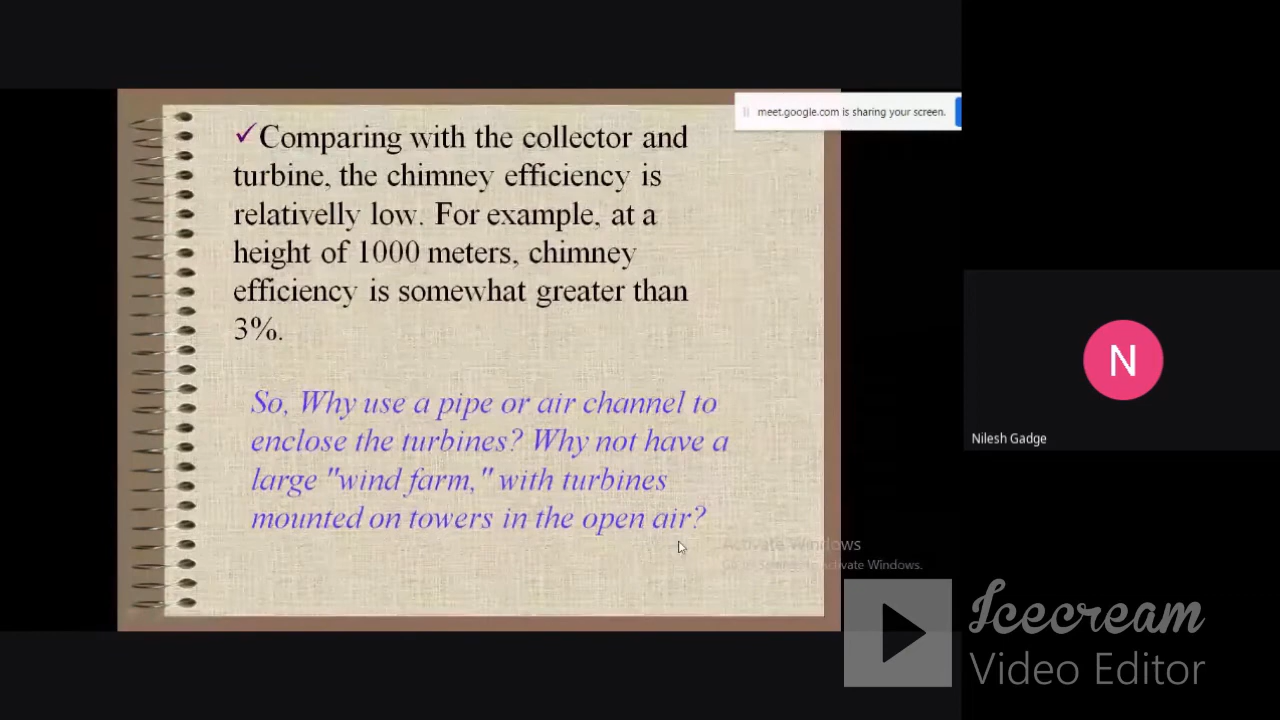 meet.google.com is sharing your screen.
✓Comparing with the collector and
turbine, the chimney efficiency is
relativelly low. For example, at a
height of 1000 meters, chimney
efficiency is somewhat greater than
3%.
So, Why use a pipe or air channel to
enclose the turbines? Why not have a
large "wind farm," with turbines
mounted on towers in the open air?
N
Nilesh Gadge
Activate Windows
Activate Windows.
Icecream
Video Editor